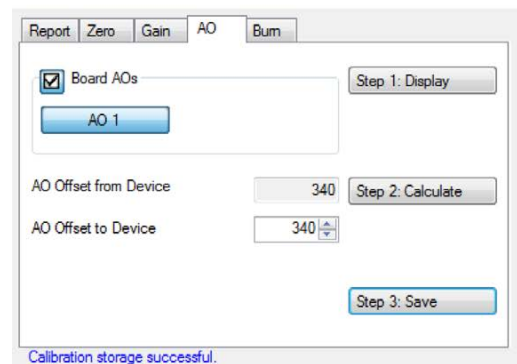 Report Zero Gain AO Burn
Board AOs
Step 1: Display
AO 1
AO Offset from Device 340 Step 2: Calculate
AO Offset to Device 340
Step 3: Save
Calibration storage successful.